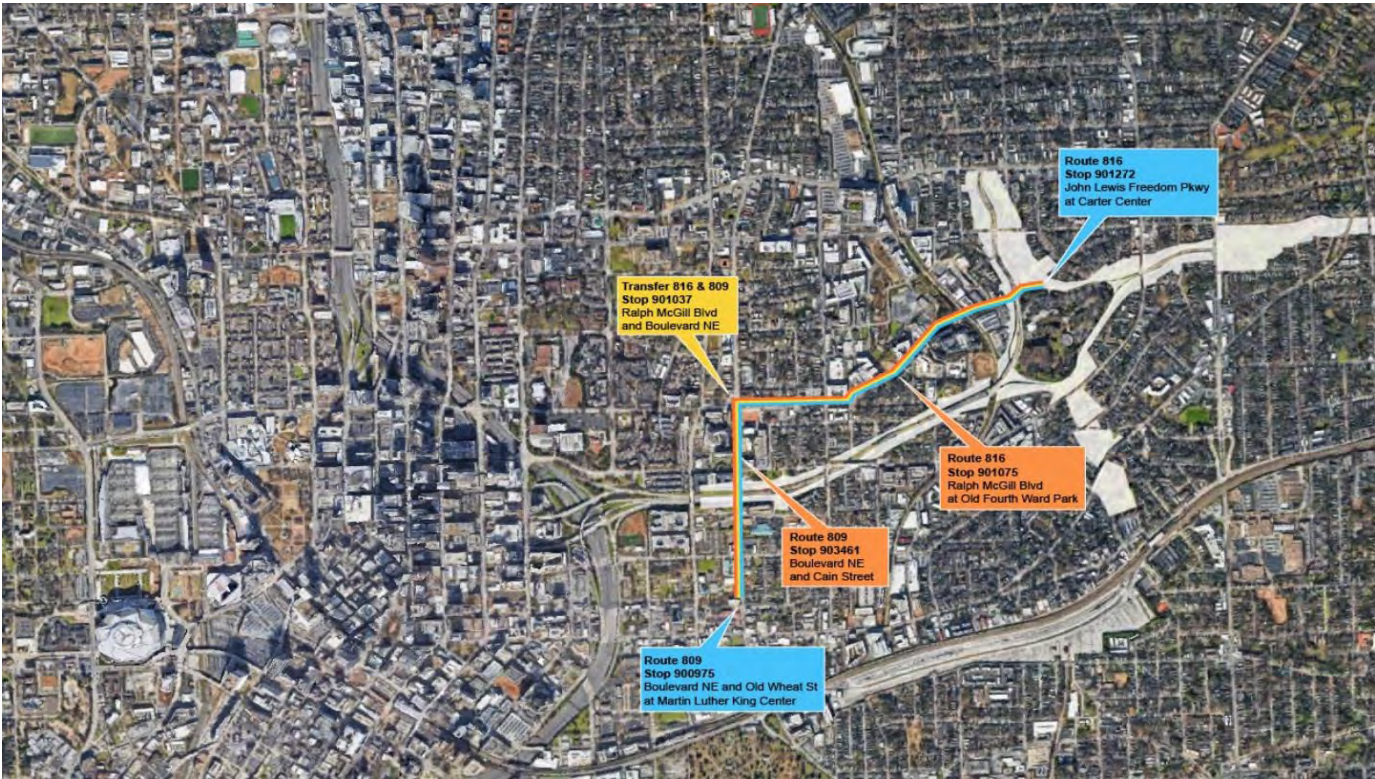 Route 816
Stop 901272
John Lewis Freedom Pkwy
at Carter Center
Transfer 816 & 809
Stop 901037
Ralph McGill Blvd
and Boulevard NE
Route 816
Stop 901075
Ralph McGill Blvd
at Old Fourth Ward Park
Route 809
Stop 903461
Boulevard NE
and Cain Street
Route 809
Stop 900975
Boulevard NE and Old Wheat St
at Martin Luther King Center